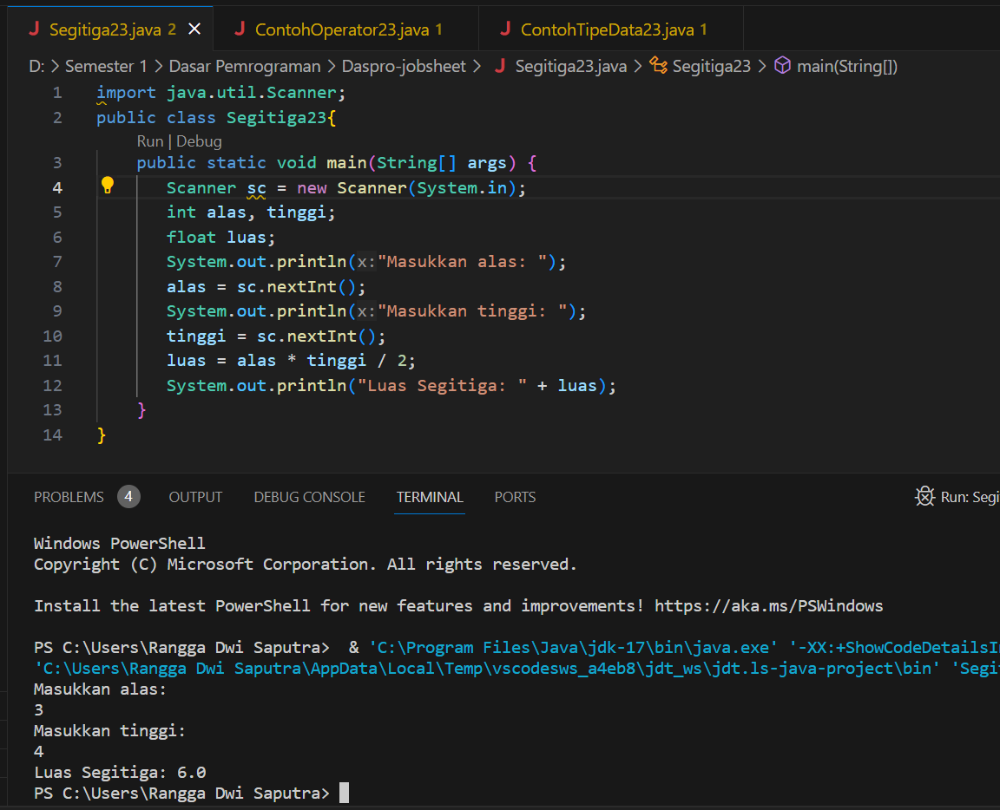 Segitiga23.java 2 ContohOperator23.java 1 ContohTipeData23.java 1
D: > Semester 1 > Dasar Pemrograman > Daspro-jobsheet > Segitiga23.java > Segitiga23 > main(String[])
1 import java.util.Scanner;
2 public class Segitiga23{
Run | Debug
3 public static void main(String[] args) {
4 Scanner sc = new Scanner(System.in);
5 int alas, tinggi;
6 float luas;
7 System.out.println(x:"Masukkan alas: ");
8 alas = sc.nextInt();
9 System.out.println(x:"Masukkan tinggi: ");
10 tinggi = sc.nextInt();
11 luas = alas * tinggi / 2;
12 System.out.println("Luas Segitiga: " + luas);
13 }
14 }
PROBLEMS 4 OUTPUT DEBUG CONSOLE TERMINAL PORTS Run: Segi
Windows PowerShell
Copyright (C) Microsoft Corporation. All rights reserved.
Install the latest PowerShell for new features and improvements! https://aka.ms/PSWindows
PS C:\Users\Rangga Dwi Saputra> & 'C:\Program Files\Java\jdk-17\bin\java.exe' '-XX:+ShowCodeDetailsI
'C:\Users\Rangga Dwi Saputra\AppData\Local\Temp\vscodesws_a4eb8\jdt_ws\jdt.ls-java-project\bin' 'Segi
Masukkan alas:
3
Masukkan tinggi:
4
Luas Segitiga: 6.0
PS C:\Users\Rangga Dwi Saputra>